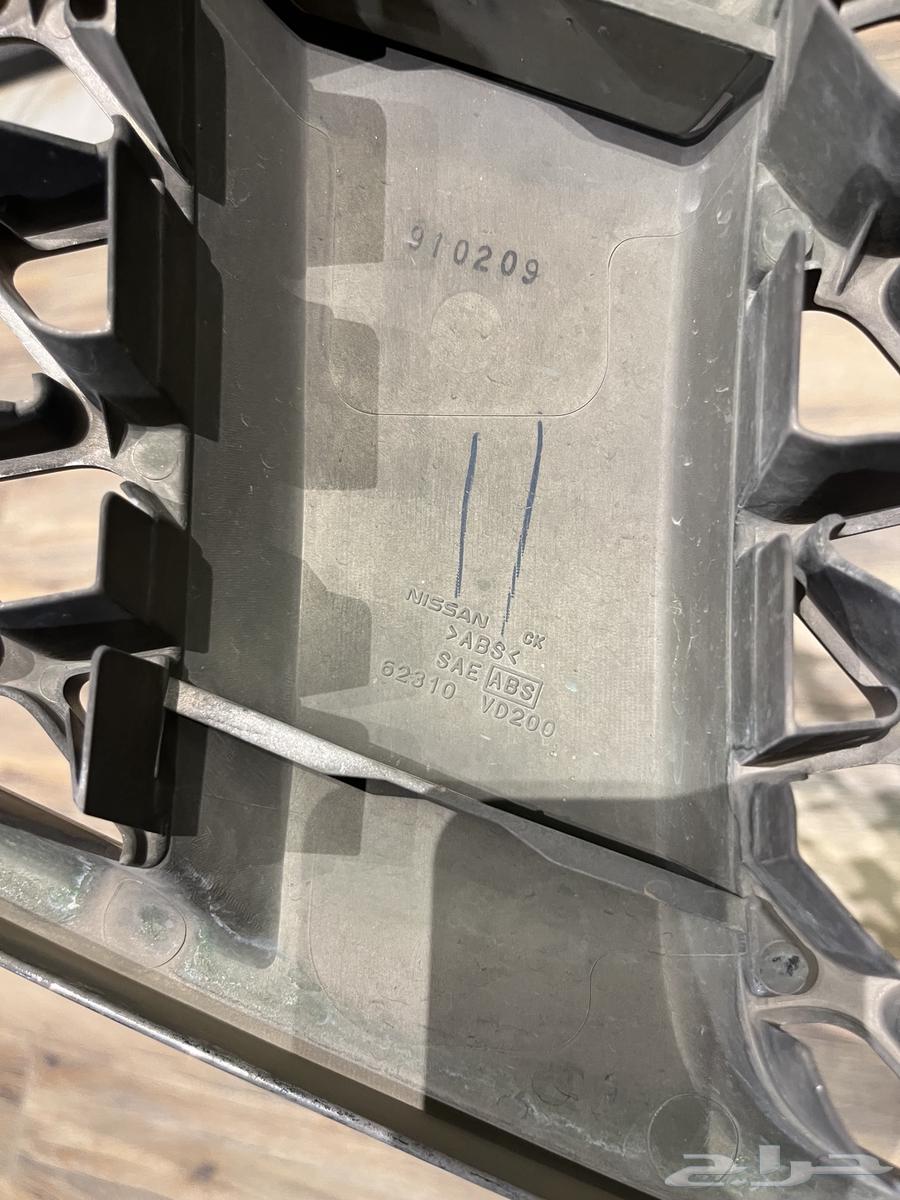 910209
NISSAN CK
>ABS<
SAE ABS
62310 VD200
حراج